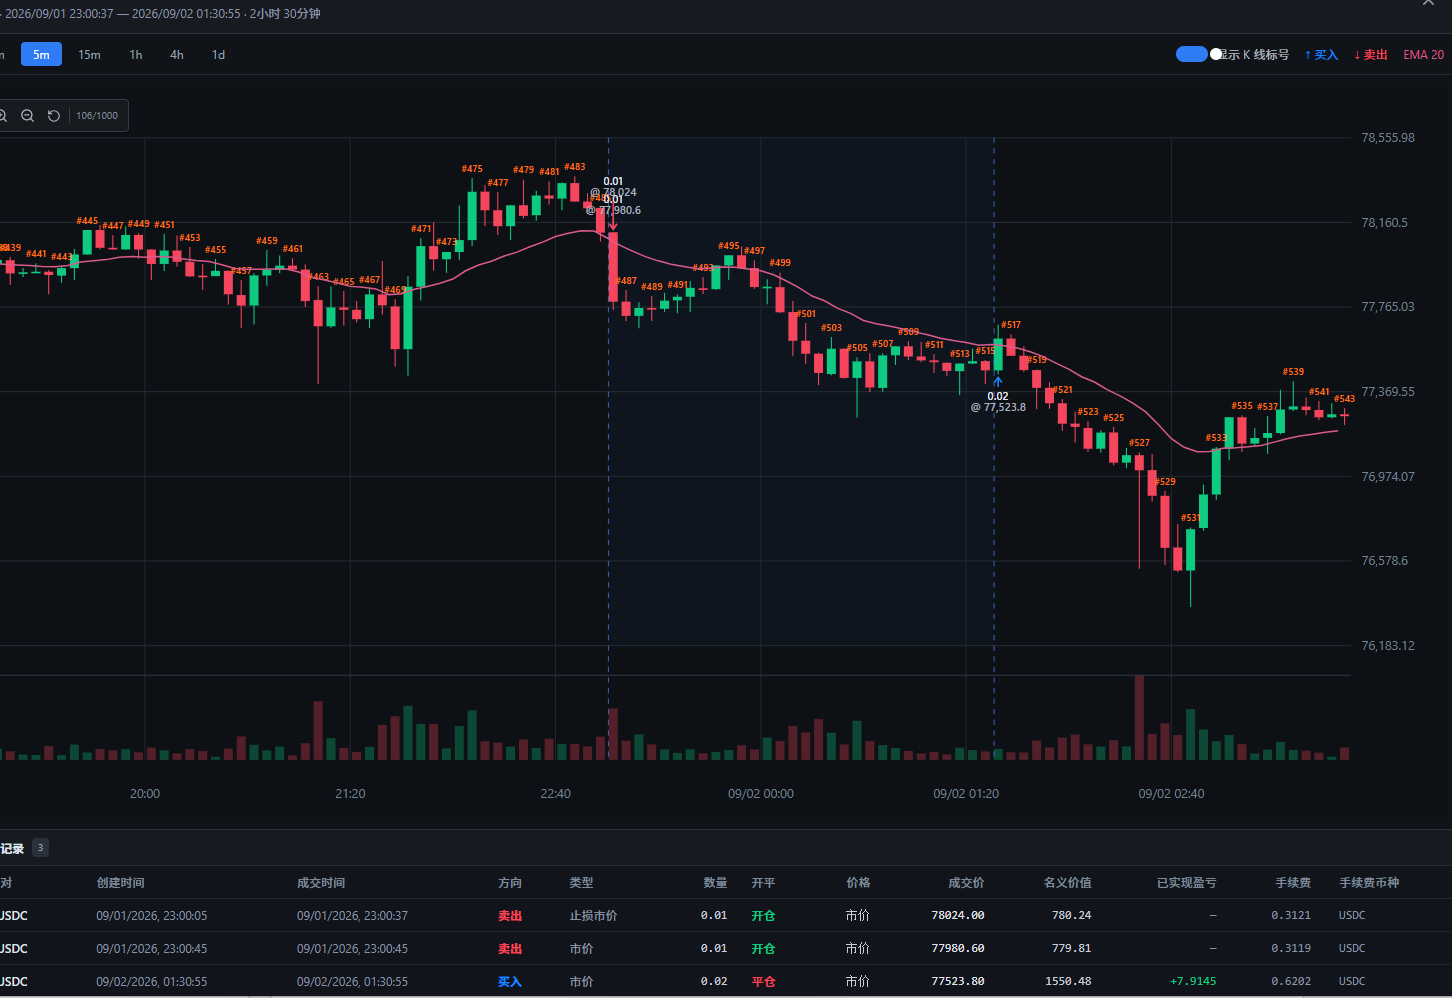 · 2026/09/01 23:00:37 — 2026/09/02 01:30:55 · 2小时 30分钟
5m 15m 1h 4h 1d
显示 K 线标号 ↑ 买入 ↓ 卖出 EMA 20
106/1000
78,555.98
#475 #477 #479 #481 #483
0.01
@ 78,024
0.01
@ 77,980.6
78,160.5
#439 #441 #443 #445 #447 #449 #451 #453 #455 #457 #459 #461 #463 #465 #467 #469 #471 #473
#487 #489 #491 #493 #495 #497 #499
77,765.03
#501 #503 #505 #507 #509 #511 #513 #515 #517 #519
77,369.55
0.02
@ 77,523.8
#521 #523 #525 #527 #529 #531 #533 #535 #537 #539 #541 #543
76,974.07
76,578.6
76,183.12
20:00 21:20 22:40 09/02 00:00 09/02 01:20 09/02 02:40
记录 3
对 创建时间 成交时间 方向 类型 数量 开平 价格 成交价 名义价值 已实现盈亏 手续费 手续费币种
USDC 09/01/2026, 23:00:05 09/01/2026, 23:00:37 卖出 止损市价 0.01 开仓 市价 78024.00 780.24 — 0.3121 USDC
USDC 09/01/2026, 23:00:45 09/01/2026, 23:00:45 卖出 市价 0.01 开仓 市价 77980.60 779.81 — 0.3119 USDC
USDC 09/02/2026, 01:30:55 09/02/2026, 01:30:55 买入 市价 0.02 平仓 市价 77523.80 1550.48 +7.9145 0.6202 USDC